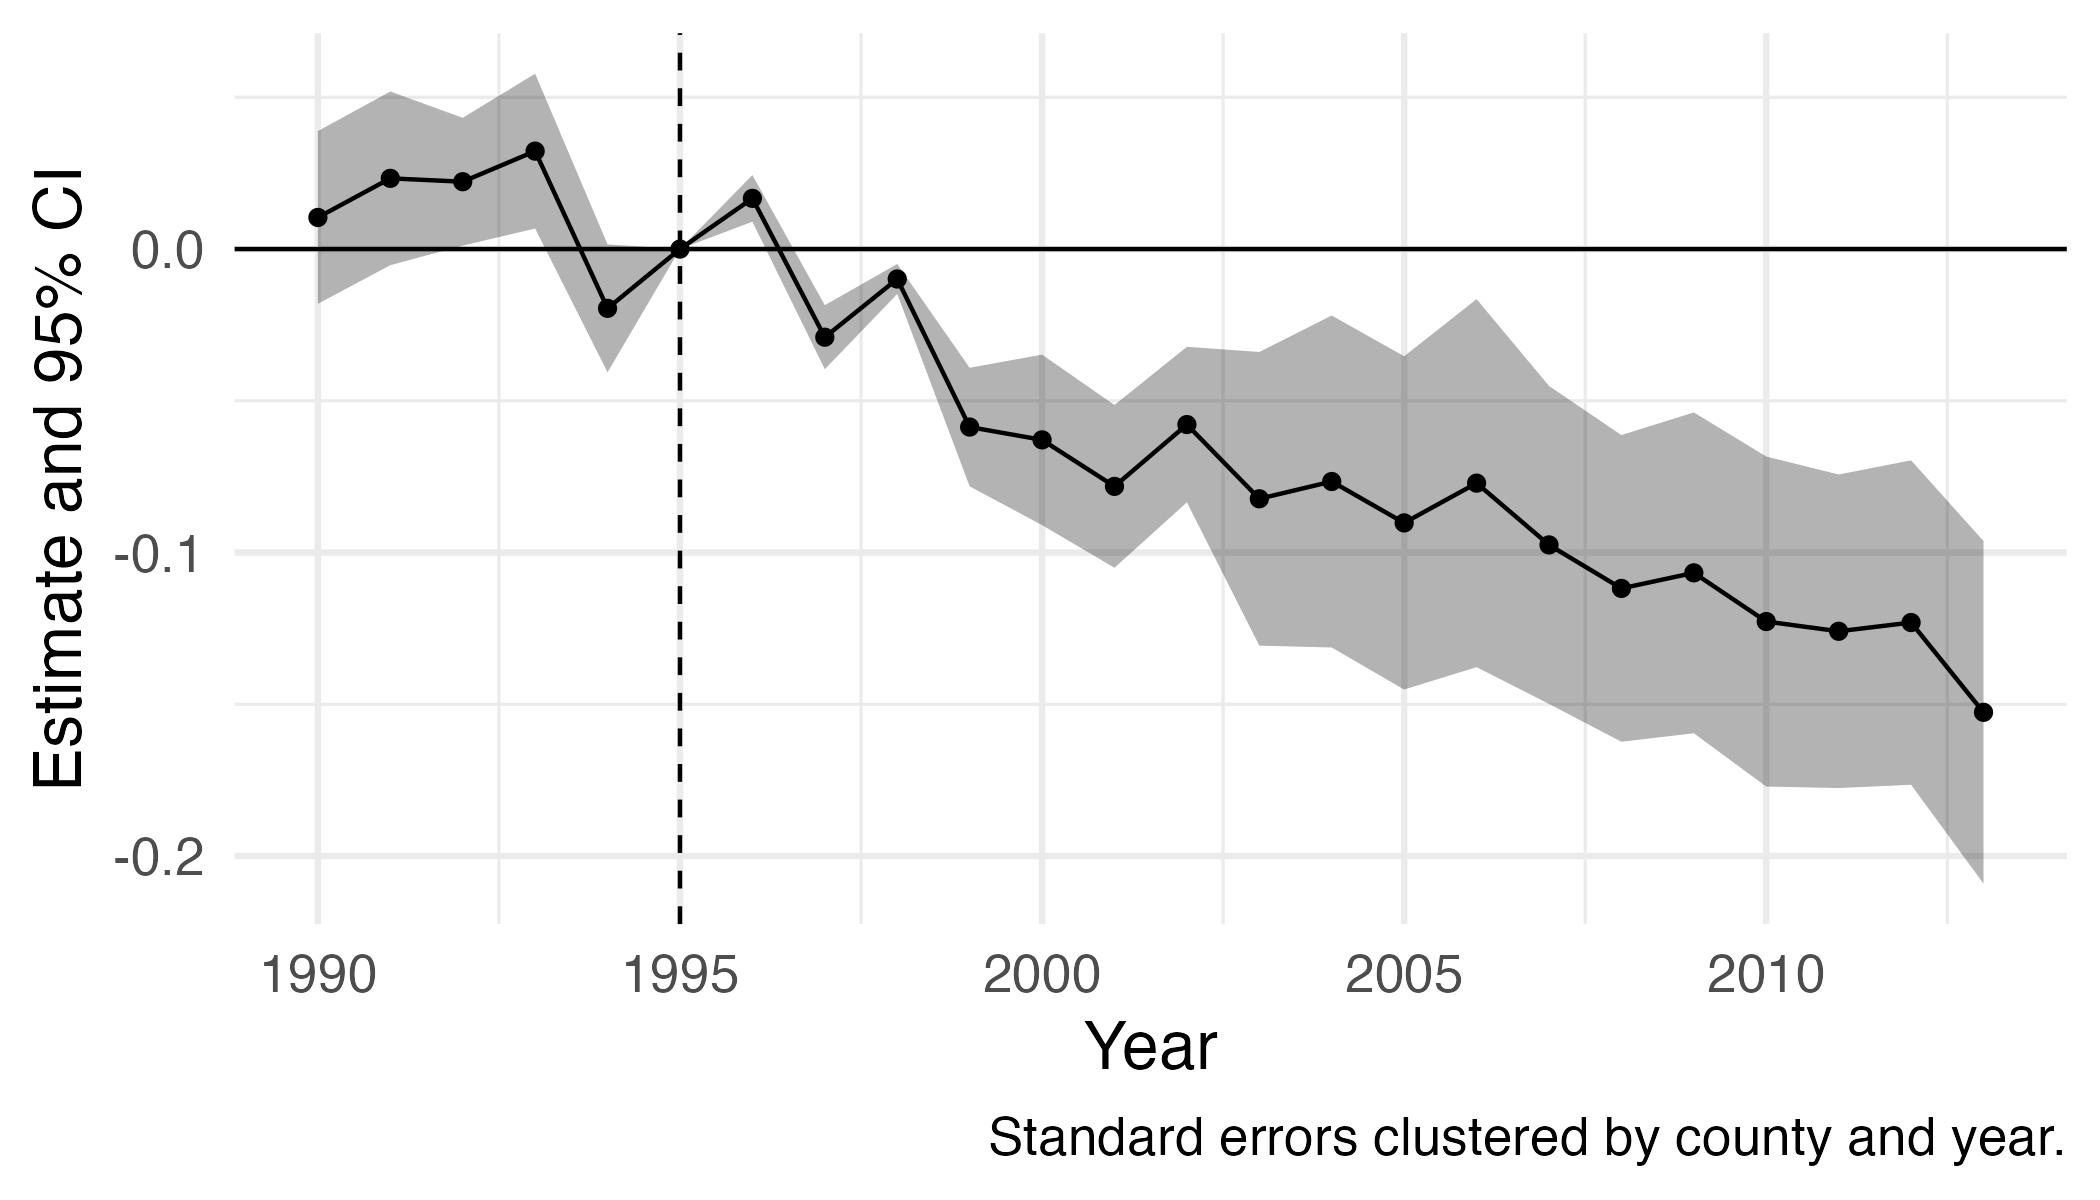 Estimate and 95% CI
0.0
-0.1
-0.2
1990 1995 2000 2005 2010
Year
Standard errors clustered by county and year.